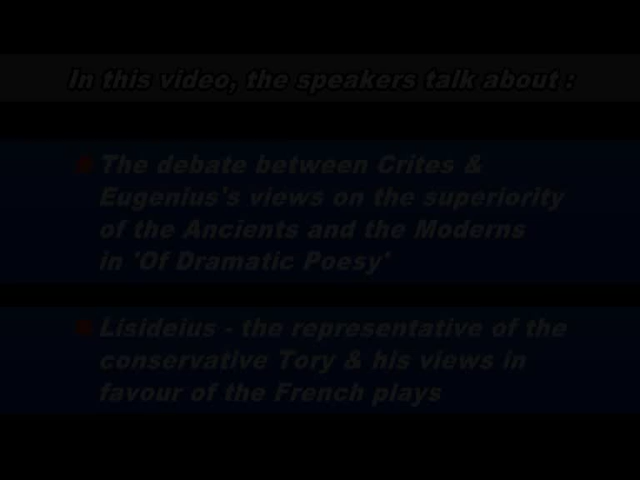 In this video, the speakers talk about :
The debate between Crites &
Eugenius's views on the superiority
of the Ancients and the Moderns
in 'Of Dramatic Poesy'
Lisideius - the representative of the
conservative Tory & his views in
favour of the French plays